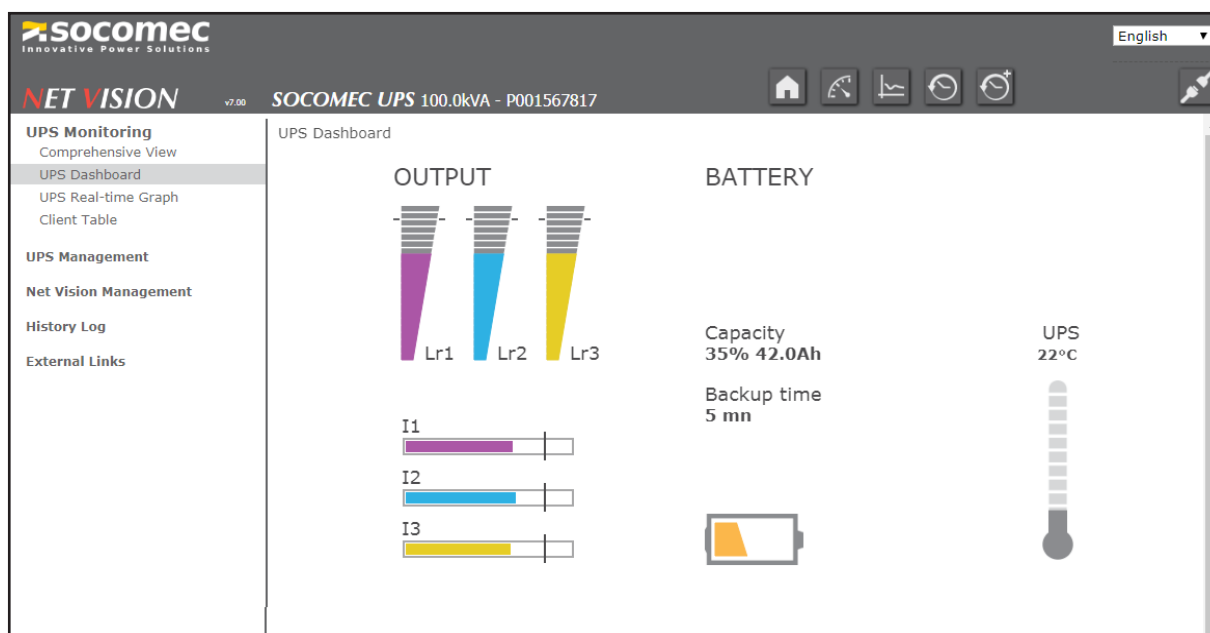 socomec
Innovative Power Solutions
English
NET VISION v7.00 SOCOMEC UPS 100.0kVA - P001567817
UPS Monitoring
Comprehensive View
UPS Dashboard
UPS Real-time Graph
Client Table
UPS Management
Net Vision Management
History Log
External Links
UPS Dashboard
OUTPUT
Lr1 Lr2 Lr3
I1
I2
I3
BATTERY
Capacity
35% 42.0Ah
Backup time
5 mn
UPS
22°C